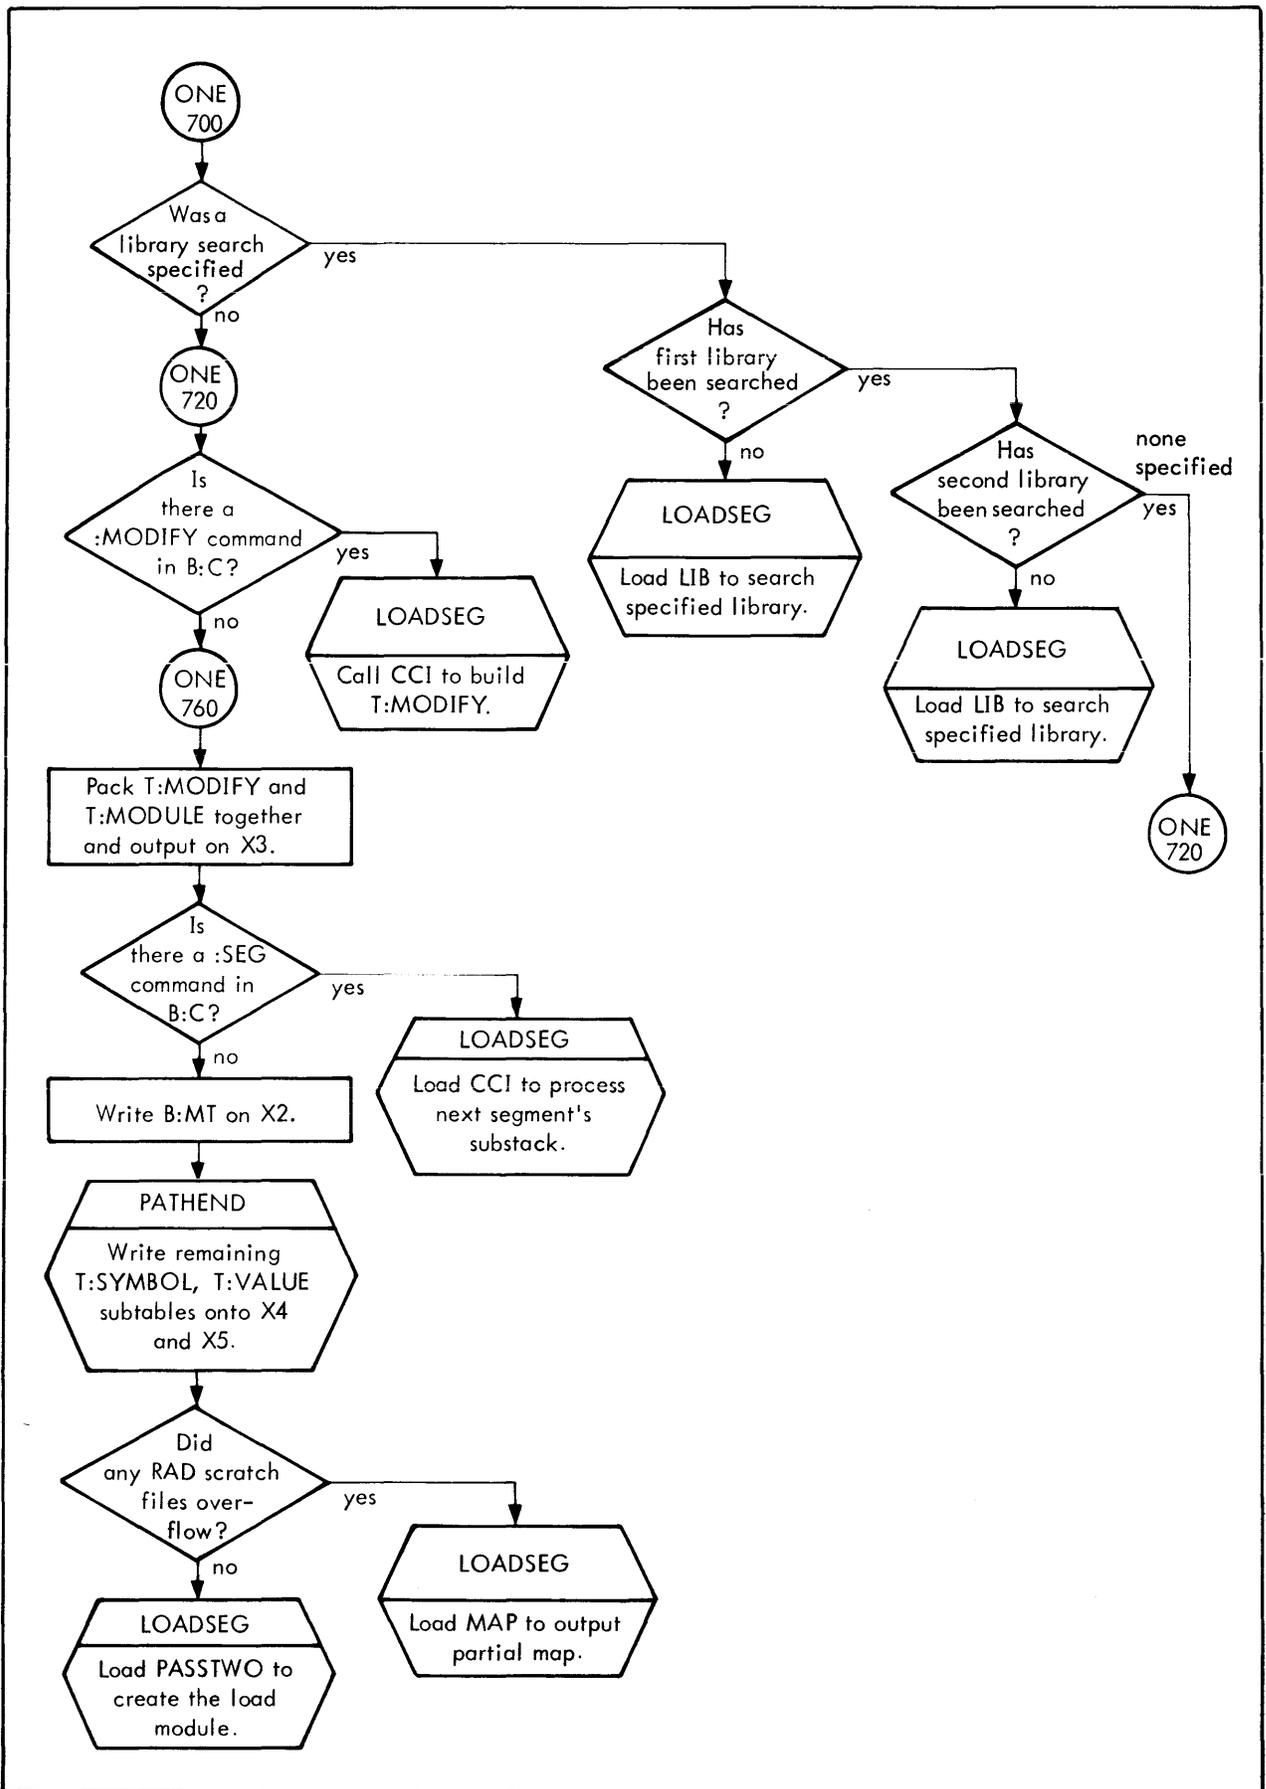 ONE
700
Was a
library search
specified
?
yes
no
Has
first library
been searched
?
yes
no
LOADSEG
Load LIB to search
specified library.
Has
second library
been searched
?
none
specified
yes
no
LOADSEG
Load LIB to search
specified library.
ONE
720
ONE
720
Is
there a
:MODIFY command
in B:C?
yes
no
LOADSEG
Call CCI to build
T:MODIFY.
ONE
760
Pack T:MODIFY and
T:MODULE together
and output on X3.
Is
there a :SEG
command in
B:C?
yes
no
LOADSEG
Load CCI to process
next segment's
substack.
Write B:MT on X2.
PATHEND
Write remaining
T:SYMBOL, T:VALUE
subtables onto X4
and X5.
Did
any RAD scratch
files over-
flow?
yes
no
LOADSEG
Load MAP to output
partial map.
LOADSEG
Load PASSTWO to
create the load
module.